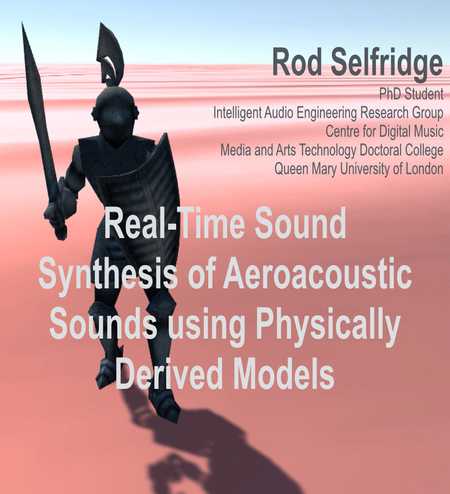 Rod Selfridge
PhD Student
Intelligent Audio Engineering Research Group
Centre for Digital Music
Media and Arts Technology Doctoral College
Queen Mary University of London
Real-Time Sound
Synthesis of Aeroacoustic
Sounds using Physically
Derived Models